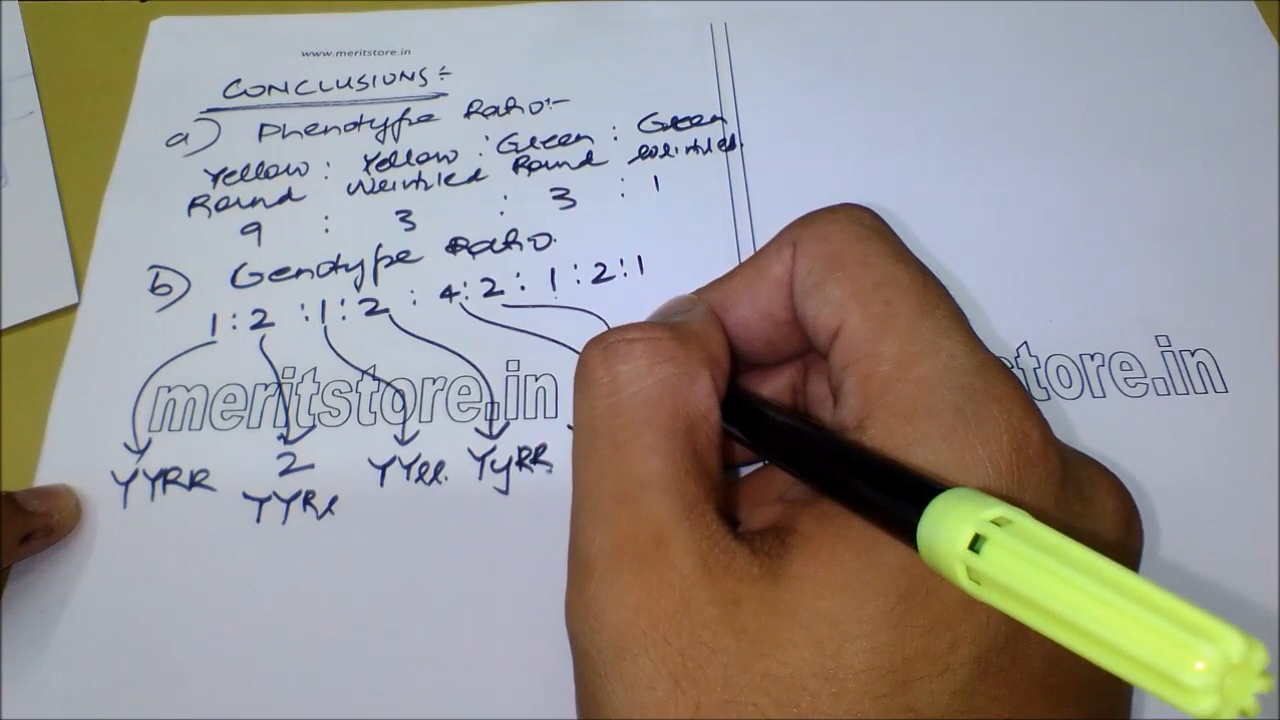 www.meritstore.in
CONCLUSIONS:-
a) Phenotype Ratio:-
Yellow : Yellow : Green : Green
Round Wrinkled Round wrinkled
9 : 3 : 3 : 1
b) Genotype Ratio
1 : 2 : 1 : 2 : 4 : 2 : 1 : 2 : 1
meritstore.in
store.in
YYRR 2 YYrr. YyRR
YYRr